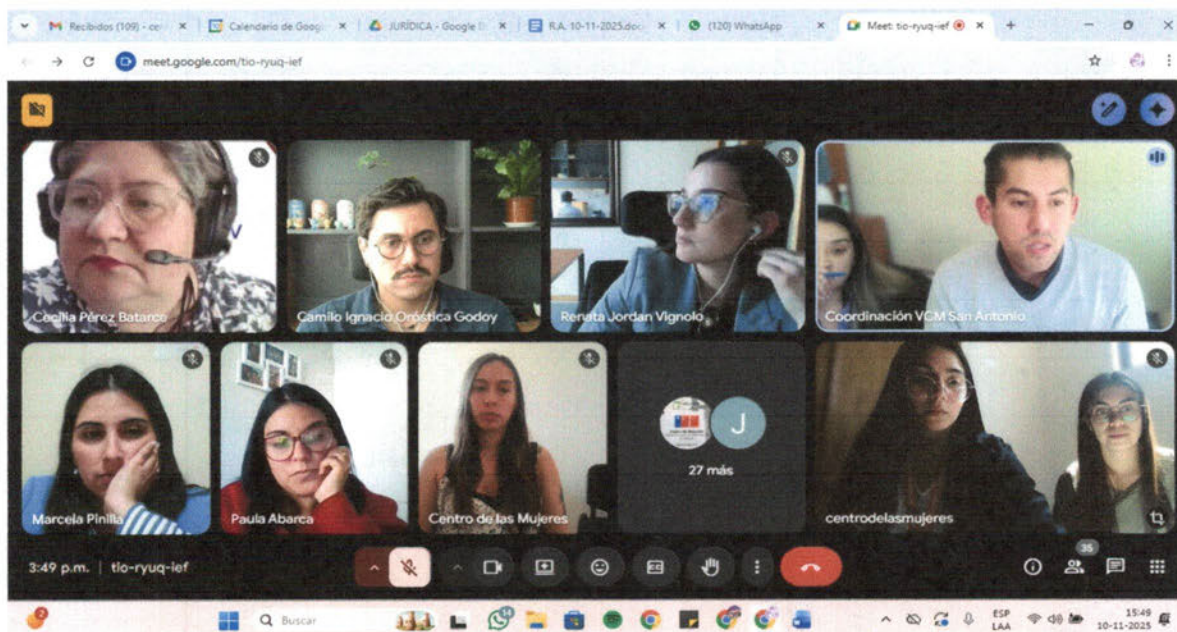 Recibidos (109) - ce
Calendario de Goog
JURÍDICA - Google D
R.A. 10-11-2025.doc
(120) WhatsApp
Meet: tio-ryuq-ief
meet.google.com/tio-ryuq-ief
Cecilia Pérez Batarce
Camilo Ignacio Oróstica Godoy
Renata Jordan Vignolo
Coordinación VCM San Antonio
Marcela Pinilla
Paula Abarca
Centro de las Mujeres
J
27 más
centrodelasmujeres
3:49 p.m. | tio-ryuq-ief
35
2
Buscar
14
ESP
LAA
15:49
10-11-2025